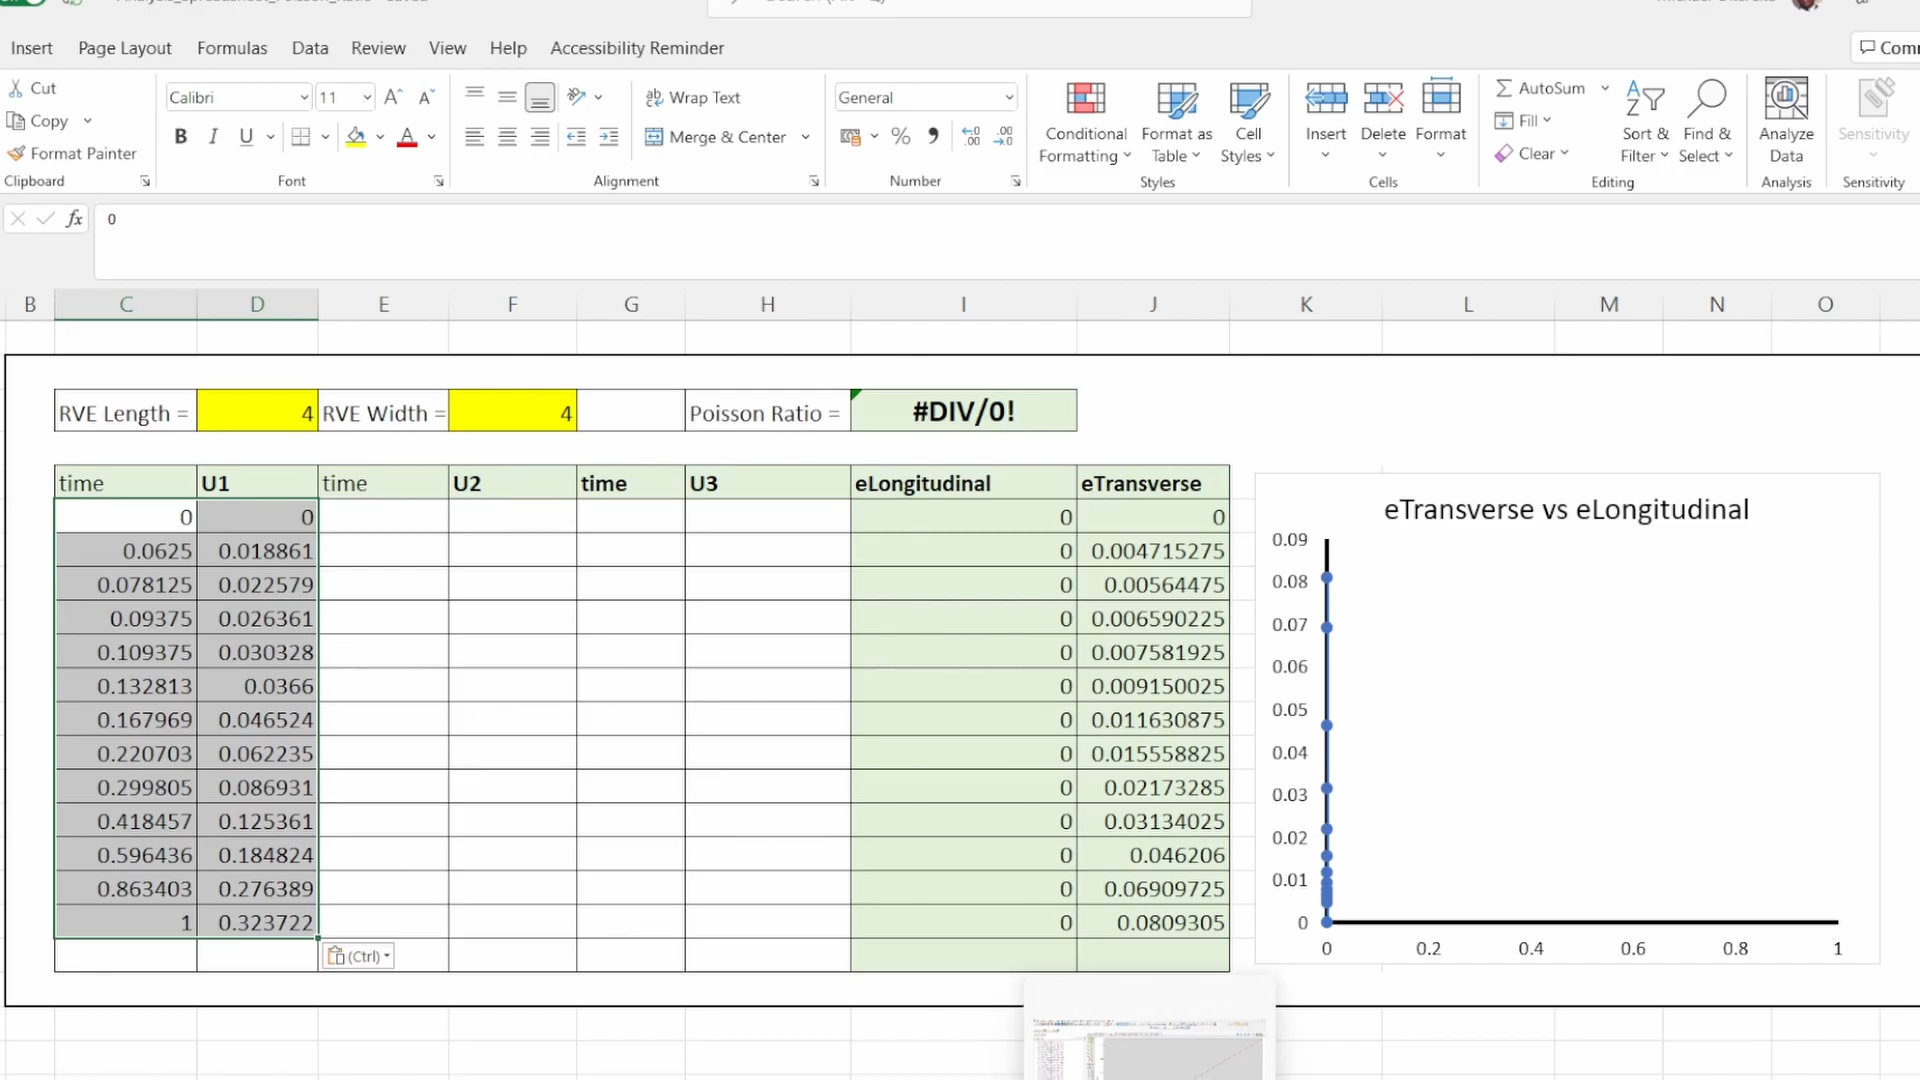 Insert Page Layout Formulas Data Review View Help Accessibility Reminder
Cut
Copy
Format Painter
Clipboard
Calibri 11
B I U A
Font
Wrap Text
Merge & Center
Alignment
General
%
Number
Conditional Formatting
Format as Table
Cell Styles
Styles
Insert Delete Format
Cells
AutoSum
Fill
Clear
Sort & Filter
Find & Select
Editing
Analyze Data
Analysis
Sensitivity
Sensitivity
fx 0
B C D E F G H I J K L M N O
RVE Length = 4 RVE Width = 4 Poisson Ratio = #DIV/0!
time U1 time U2 time U3 eLongitudinal eTransverse
0 0 0 0
0.0625 0.018861 0 0.004715275
0.078125 0.022579 0 0.00564475
0.09375 0.026361 0 0.006590225
0.109375 0.030328 0 0.007581925
0.132813 0.0366 0 0.009150025
0.167969 0.046524 0 0.011630875
0.220703 0.062235 0 0.015558825
0.299805 0.086931 0 0.02173285
0.418457 0.125361 0 0.03134025
0.596436 0.184824 0 0.046206
0.863403 0.276389 0 0.06909725
1 0.323722 0 0.0809305
(Ctrl)
eTransverse vs eLongitudinal
0.09
0.08
0.07
0.06
0.05
0.04
0.03
0.02
0.01
0
0 0.2 0.4 0.6 0.8 1